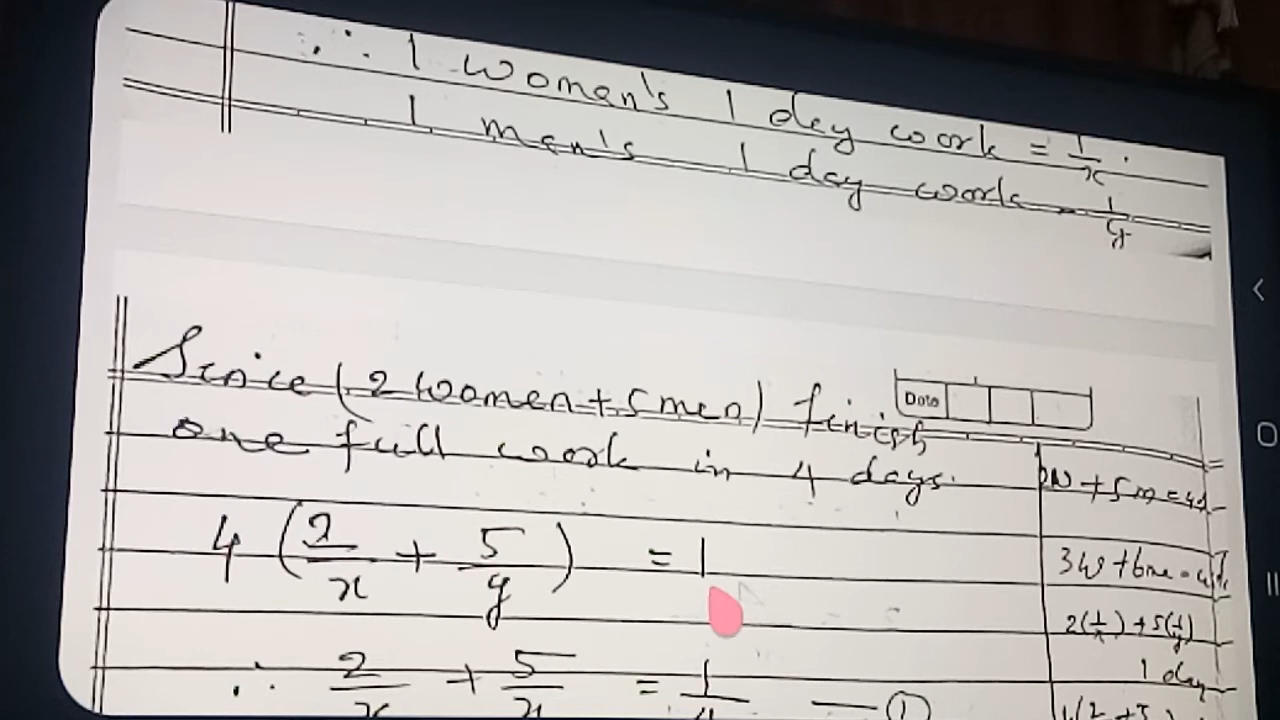 ∴ 1 woman's 1 day work = 1/x.
1 men's 1 day work = 1/y
Date
Scince (2 women + 5 men) finish
one full work in 4 days.
4 (2/x + 5/y) = 1
∴ 2/x + 5/y = 1/4 — ①
2W + 5m = 4d
3w + 6m =
2(1/x) + 5(1/y)
1 day